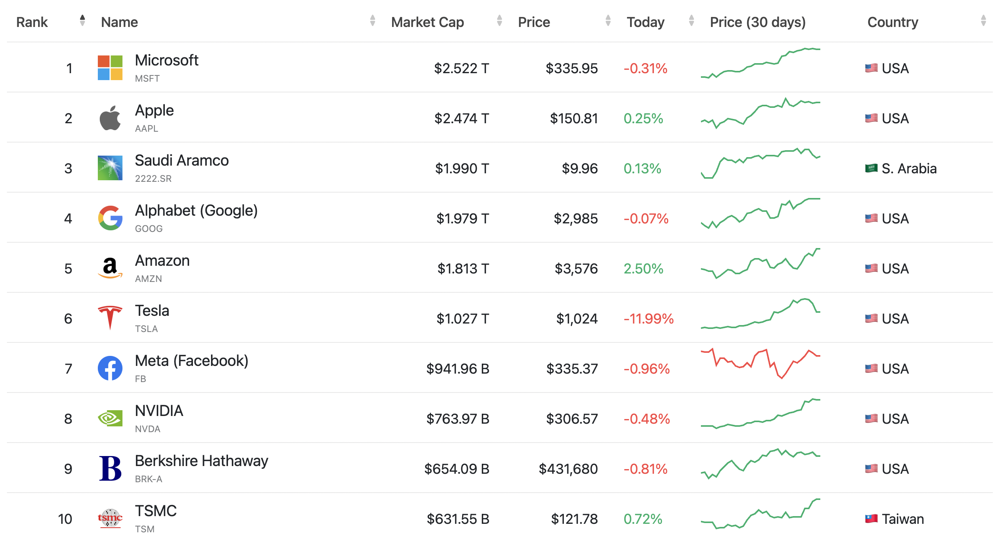 Rank Name Market Cap Price Today Price (30 days) Country
1 Microsoft $2.522 T $335.95 -0.31% USA
MSFT
2 Apple $2.474 T $150.81 0.25% USA
AAPL
3 Saudi Aramco $1.990 T $9.96 0.13% S. Arabia
2222.SR
4 Alphabet (Google) $1.979 T $2,985 -0.07% USA
GOOG
5 Amazon $1.813 T $3,576 2.50% USA
AMZN
6 Tesla $1.027 T $1,024 -11.99% USA
TSLA
7 Meta (Facebook) $941.96 B $335.37 -0.96% USA
FB
8 NVIDIA $763.97 B $306.57 -0.48% USA
NVDA
9 Berkshire Hathaway $654.09 B $431,680 -0.81% USA
BRK-A
10 tsmc TSMC $631.55 B $121.78 0.72% Taiwan
TSM